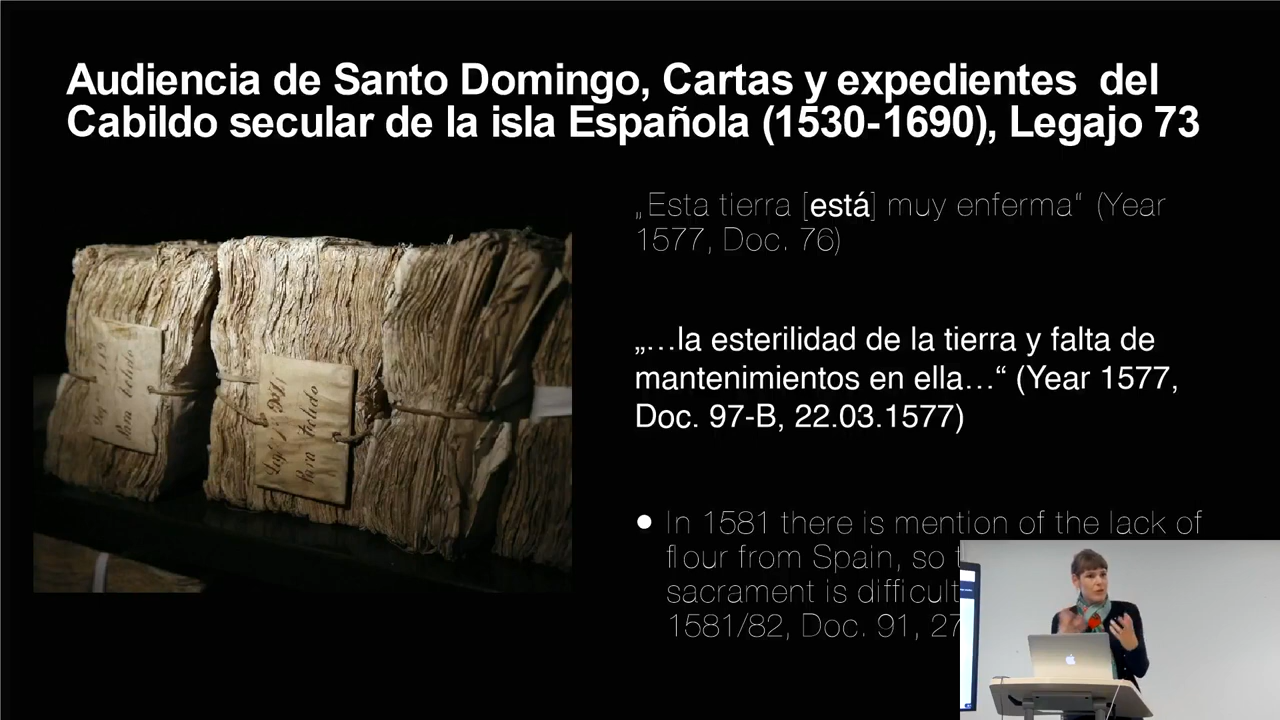 Audiencia de Santo Domingo, Cartas y expedientes del
Cabildo secular de la isla Española (1530-1690), Legajo 73
„Esta tierra [está] muy enferma“ (Year
1577, Doc. 76)
„…la esterilidad de la tierra y falta de
mantenimientos en ella…“ (Year 1577,
Doc. 97-B, 22.03.1577)
● In 1581 there is mention of the lack of
flour from Spain, so
sacrament is difficult
1581/82, Doc. 91, 27
Para
Para